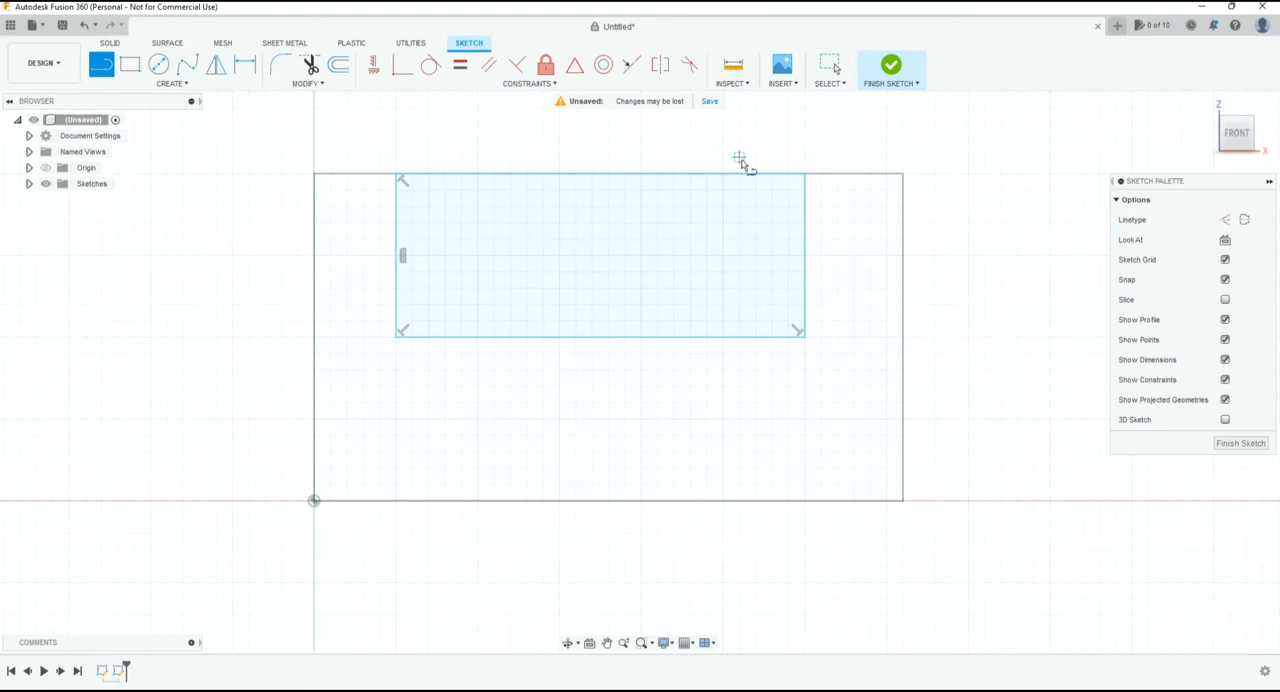 Autodesk Fusion 360 (Personal - Not for Commercial Use)
Untitled*
0 of 10
SOLID SURFACE MESH SHEET METAL PLASTIC UTILITIES SKETCH
DESIGN
CREATE MODIFY CONSTRAINTS INSPECT INSERT SELECT FINISH SKETCH
BROWSER
Unsaved: Changes may be lost Save
(Unsaved)
Document Settings
Named Views
Origin
Sketches
Z
FRONT
X
SKETCH PALETTE
Options
Linetype
Look At
Sketch Grid
Snap
Slice
Show Profile
Show Points
Show Dimensions
Show Constraints
Show Projected Geometries
3D Sketch
Finish Sketch
COMMENTS